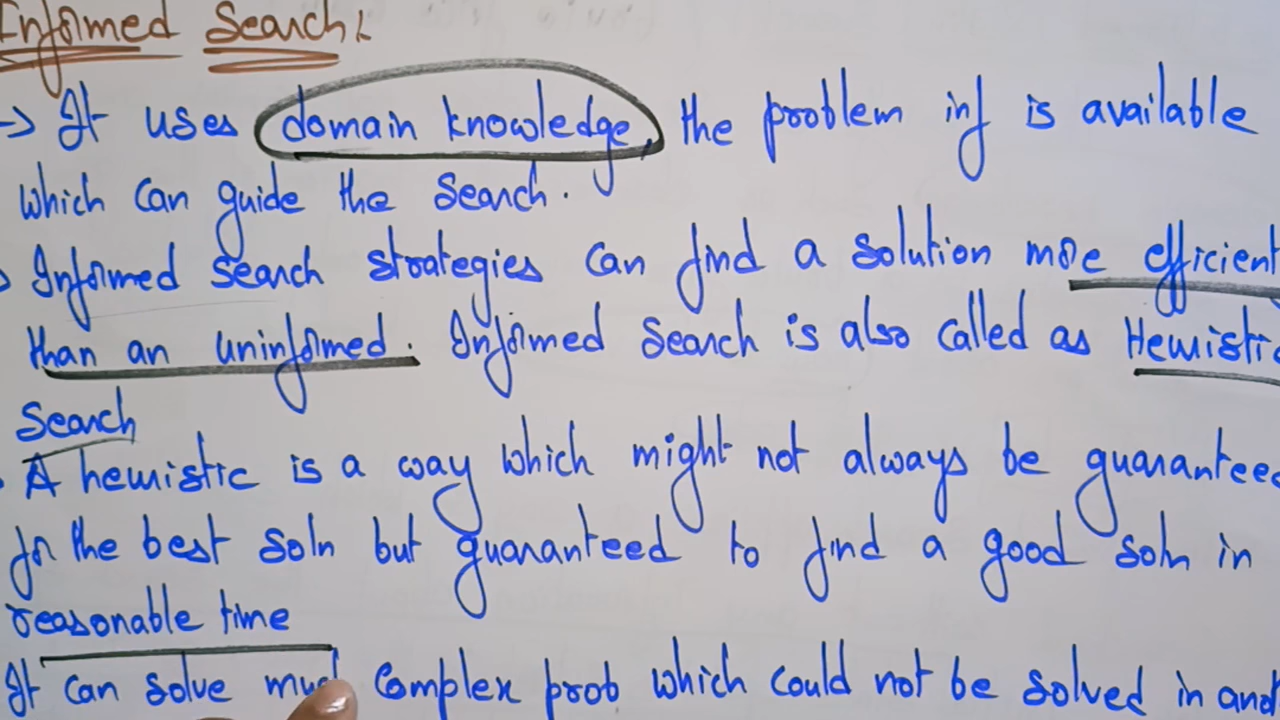 Informed Search:
→ It uses domain knowledge, the problem inf is available
which can guide the search.
Informed search strategies can find a solution more efficient
than an uninformed. Informed search is also called as Heuristic
Search
A heuristic is a way which might not always be guaranteed
for the best soln but guaranteed to find a good soln in
reasonable time
It can solve much complex prob which could not be solved in